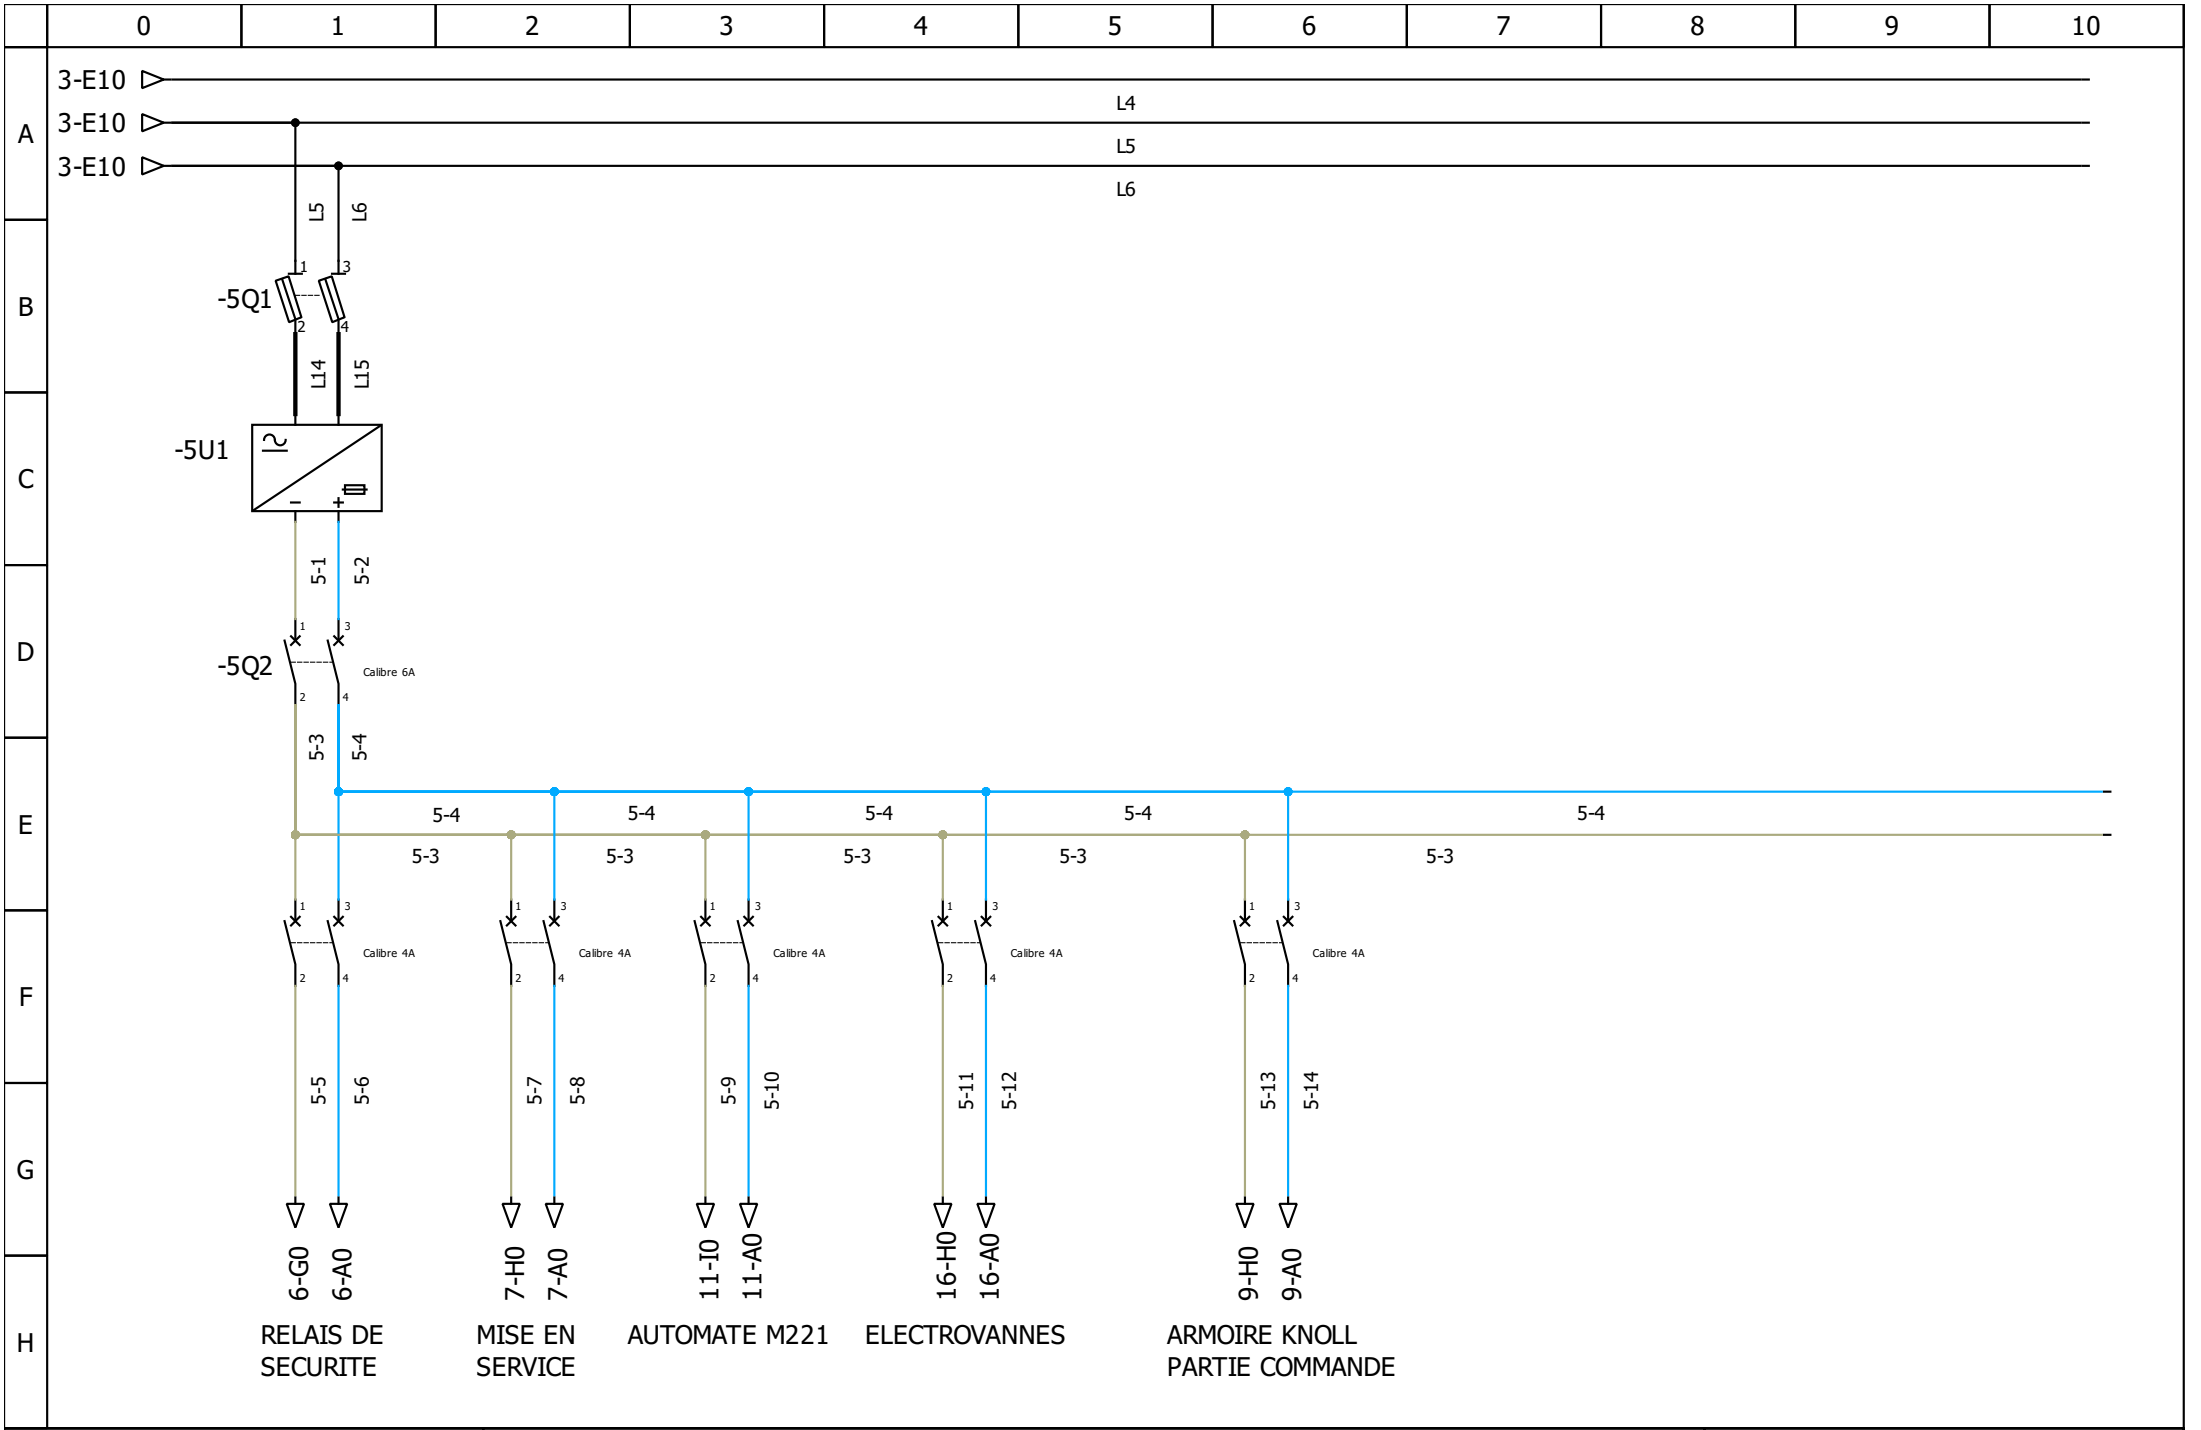 0 1 2 3 4 5 6 7 8 9 10
3-E10
L4
A
3-E10
L5
3-E10
L6
L5 L6
1 3
B
-5Q1
2 4
L14 L15
-5U1
C
- +
5-1 5-2
1 3
D
-5Q2
Calibre 6A
2 4
5-3 5-4
E
5-4 5-4 5-4 5-4 5-4
5-3 5-3 5-3 5-3 5-3
1 3 1 3 1 3 1 3 1 3
Calibre 4A Calibre 4A Calibre 4A Calibre 4A Calibre 4A
2 4 2 4 2 4 2 4 2 4
F
5-5 5-6 5-7 5-8 5-9 5-10 5-11 5-12 5-13 5-14
G
6-G0 6-A0 7-H0 7-A0 11-I0 11-A0 16-H0 16-A0 9-H0 9-A0
H
RELAIS DE
SECURITE
MISE EN
SERVICE
AUTOMATE M221
ELECTROVANNES
ARMOIRE KNOLL
PARTIE COMMANDE